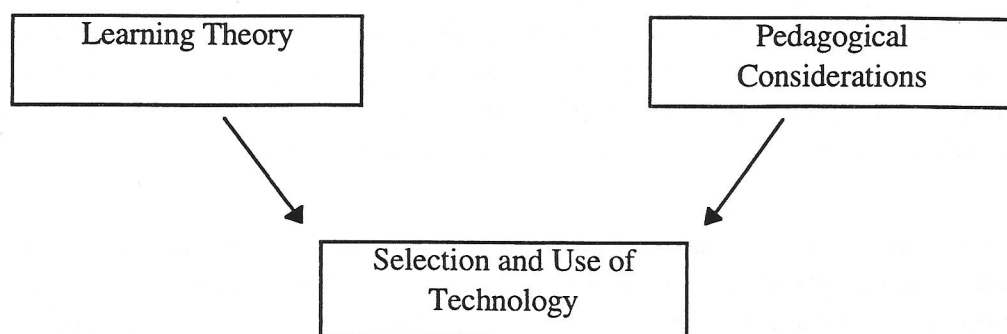 Learning Theory
Pedagogical
Considerations
Selection and Use of
Technology